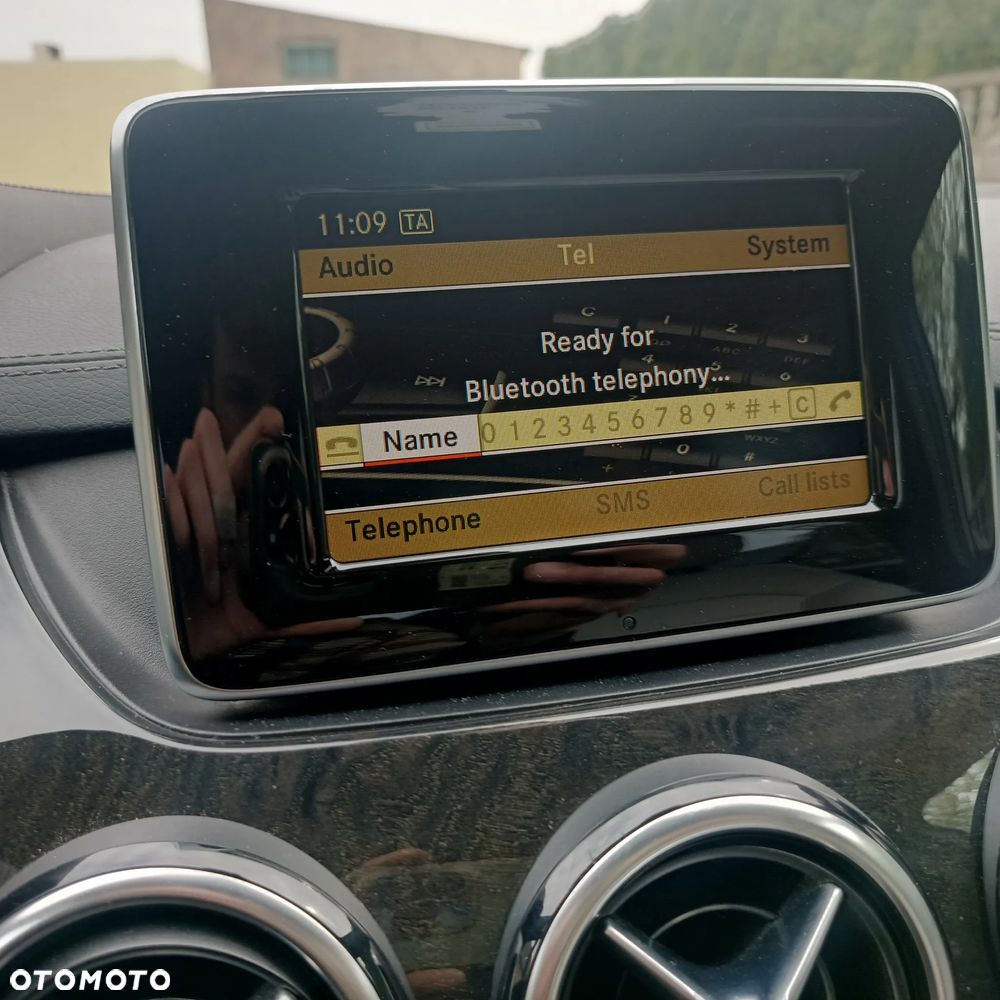 11:09 TA
Audio Tel System
Ready for
Bluetooth telephony...
Name 0 1 2 3 4 5 6 7 8 9 * # + C
Telephone SMS Call lists
OTOMOTO